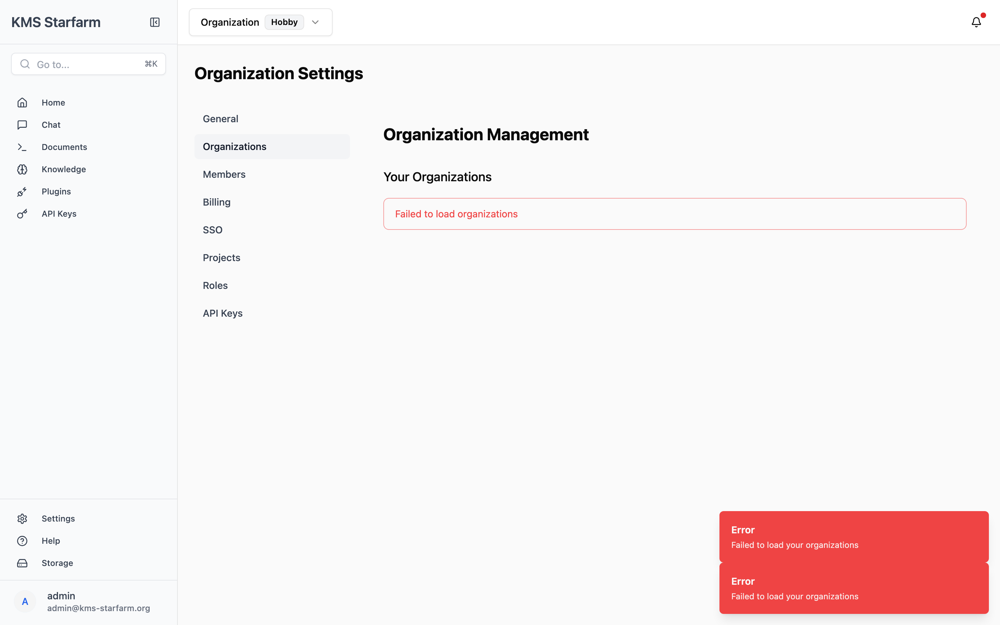 KMS Starfarm
Go to...
⌘K
Home
Chat
Documents
Knowledge
Plugins
API Keys
Settings
Help
Storage
A
admin
admin@kms-starfarm.org
Organization Hobby
Organization Settings
General
Organizations
Members
Billing
SSO
Projects
Roles
API Keys
Organization Management
Your Organizations
Failed to load organizations
Error
Failed to load your organizations
Error
Failed to load your organizations